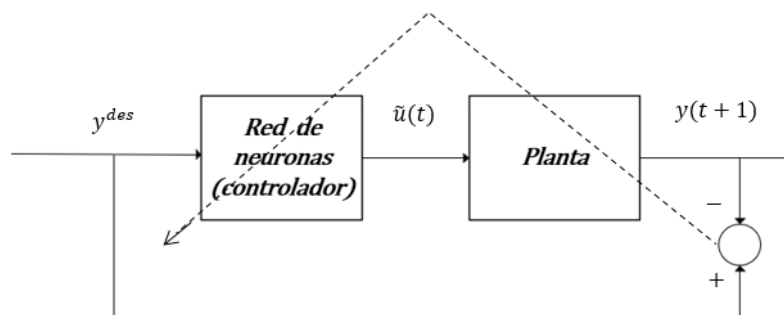 y^des
Red de
neuronas
(controlador)
ũ(t)
Planta
y(t + 1)
−
+